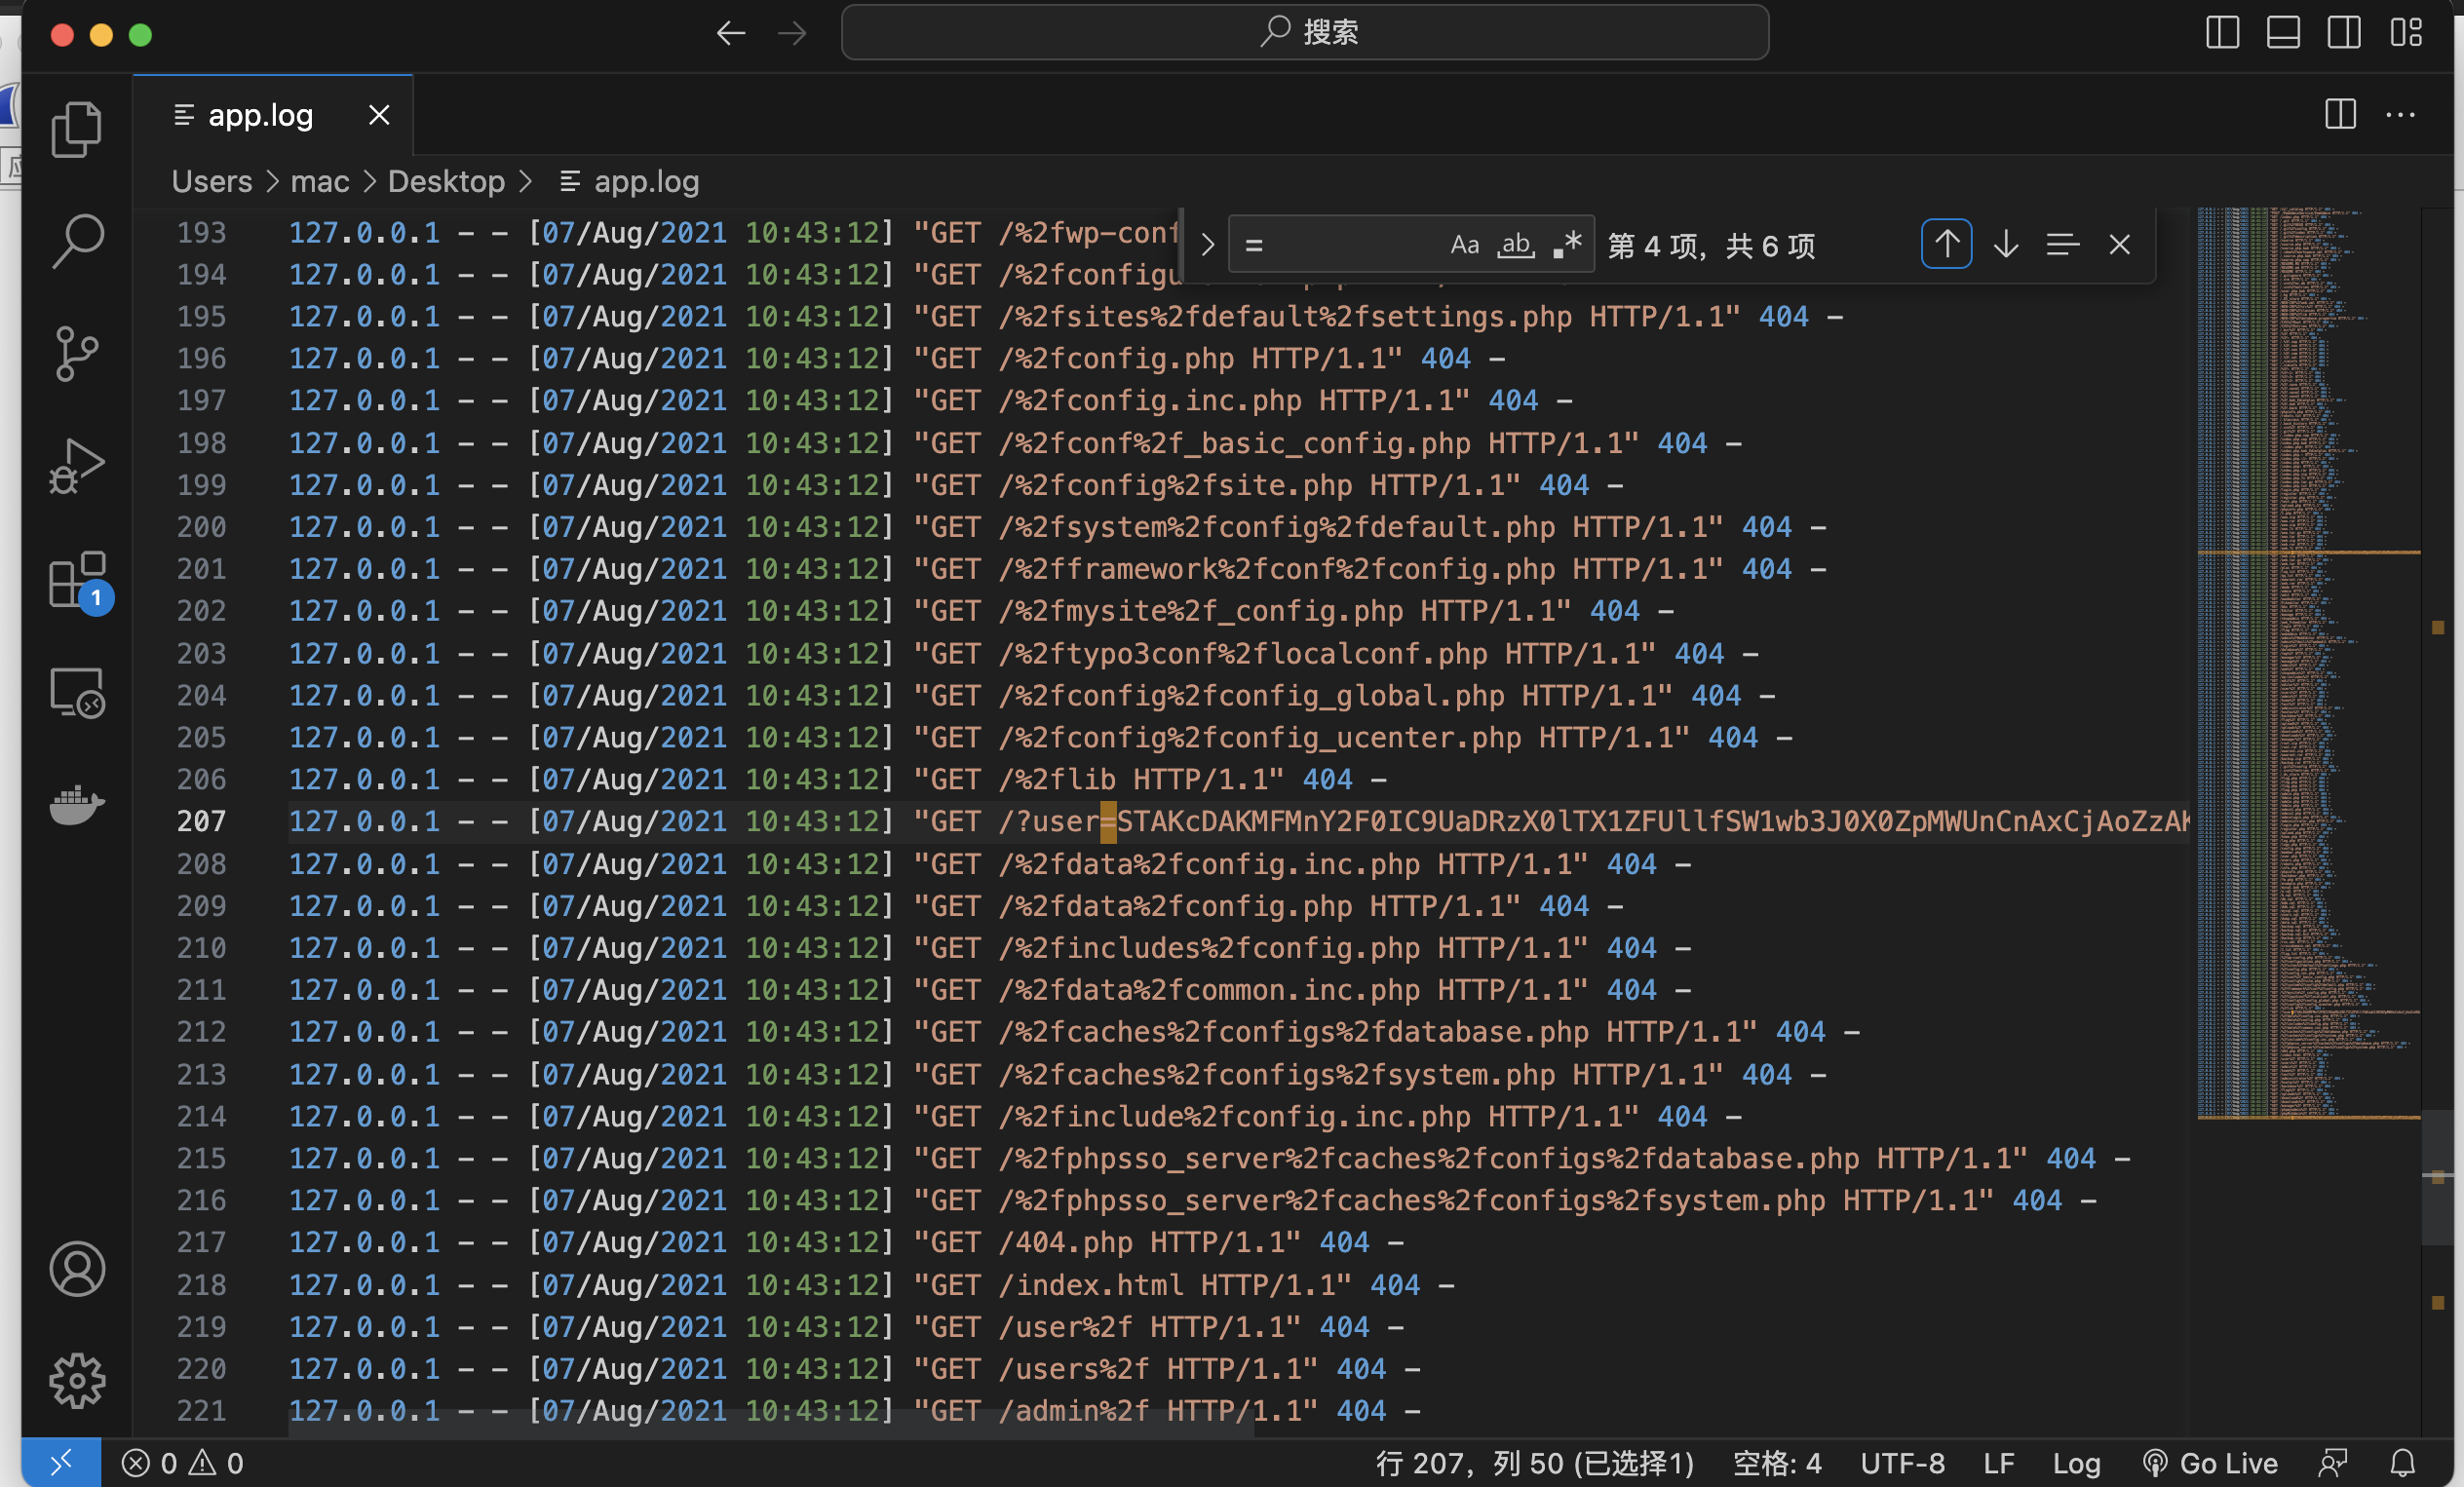 搜索
app.log
Users > mac > Desktop > app.log
=
Aa
ab
.*
第 4 项，共 6 项
193 127.0.0.1 - - [07/Aug/2021 10:43:12] "GET /%2fwp-conf
194 127.0.0.1 - - [07/Aug/2021 10:43:12] "GET /%2fconfigu
195 127.0.0.1 - - [07/Aug/2021 10:43:12] "GET /%2fsites%2fdefault%2fsettings.php HTTP/1.1" 404 -
196 127.0.0.1 - - [07/Aug/2021 10:43:12] "GET /%2fconfig.php HTTP/1.1" 404 -
197 127.0.0.1 - - [07/Aug/2021 10:43:12] "GET /%2fconfig.inc.php HTTP/1.1" 404 -
198 127.0.0.1 - - [07/Aug/2021 10:43:12] "GET /%2fconf%2f_basic_config.php HTTP/1.1" 404 -
199 127.0.0.1 - - [07/Aug/2021 10:43:12] "GET /%2fconfig%2fsite.php HTTP/1.1" 404 -
200 127.0.0.1 - - [07/Aug/2021 10:43:12] "GET /%2fsystem%2fconfig%2fdefault.php HTTP/1.1" 404 -
201 127.0.0.1 - - [07/Aug/2021 10:43:12] "GET /%2fframework%2fconf%2fconfig.php HTTP/1.1" 404 -
202 127.0.0.1 - - [07/Aug/2021 10:43:12] "GET /%2fmysite%2f_config.php HTTP/1.1" 404 -
203 127.0.0.1 - - [07/Aug/2021 10:43:12] "GET /%2ftypo3conf%2flocalconf.php HTTP/1.1" 404 -
204 127.0.0.1 - - [07/Aug/2021 10:43:12] "GET /%2fconfig%2fconfig_global.php HTTP/1.1" 404 -
205 127.0.0.1 - - [07/Aug/2021 10:43:12] "GET /%2fconfig%2fconfig_ucenter.php HTTP/1.1" 404 -
206 127.0.0.1 - - [07/Aug/2021 10:43:12] "GET /%2flib HTTP/1.1" 404 -
207 127.0.0.1 - - [07/Aug/2021 10:43:12] "GET /?user=STAKcDAKMFMnY2F0IC9UaDRzX0lTX1ZFUllfSW1wb3J0X0ZpMWUnCnAxCjAoZzAK
208 127.0.0.1 - - [07/Aug/2021 10:43:12] "GET /%2fdata%2fconfig.inc.php HTTP/1.1" 404 -
209 127.0.0.1 - - [07/Aug/2021 10:43:12] "GET /%2fdata%2fconfig.php HTTP/1.1" 404 -
210 127.0.0.1 - - [07/Aug/2021 10:43:12] "GET /%2fincludes%2fconfig.php HTTP/1.1" 404 -
211 127.0.0.1 - - [07/Aug/2021 10:43:12] "GET /%2fdata%2fcommon.inc.php HTTP/1.1" 404 -
212 127.0.0.1 - - [07/Aug/2021 10:43:12] "GET /%2fcaches%2fconfigs%2fdatabase.php HTTP/1.1" 404 -
213 127.0.0.1 - - [07/Aug/2021 10:43:12] "GET /%2fcaches%2fconfigs%2fsystem.php HTTP/1.1" 404 -
214 127.0.0.1 - - [07/Aug/2021 10:43:12] "GET /%2finclude%2fconfig.inc.php HTTP/1.1" 404 -
215 127.0.0.1 - - [07/Aug/2021 10:43:12] "GET /%2fphpsso_server%2fcaches%2fconfigs%2fdatabase.php HTTP/1.1" 404 -
216 127.0.0.1 - - [07/Aug/2021 10:43:12] "GET /%2fphpsso_server%2fcaches%2fconfigs%2fsystem.php HTTP/1.1" 404 -
217 127.0.0.1 - - [07/Aug/2021 10:43:12] "GET /404.php HTTP/1.1" 404 -
218 127.0.0.1 - - [07/Aug/2021 10:43:12] "GET /index.html HTTP/1.1" 404 -
219 127.0.0.1 - - [07/Aug/2021 10:43:12] "GET /user%2f HTTP/1.1" 404 -
220 127.0.0.1 - - [07/Aug/2021 10:43:12] "GET /users%2f HTTP/1.1" 404 -
221 127.0.0.1 - - [07/Aug/2021 10:43:12] "GET /admin%2f HTTP/1.1" 404 -
1
0 0
行 207，列 50 (已选择1)
空格: 4
UTF-8
LF
Log
Go Live